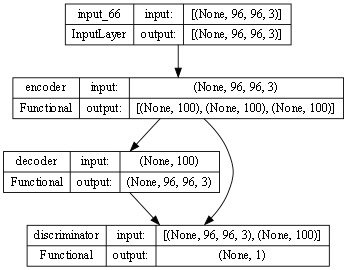 input_66 input: [(None, 96, 96, 3)]
InputLayer output: [(None, 96, 96, 3)]
encoder input: (None, 96, 96, 3)
Functional output: [(None, 100), (None, 100), (None, 100)]
decoder input: (None, 100)
Functional output: (None, 96, 96, 3)
discriminator input: [(None, 96, 96, 3), (None, 100)]
Functional output: (None, 1)